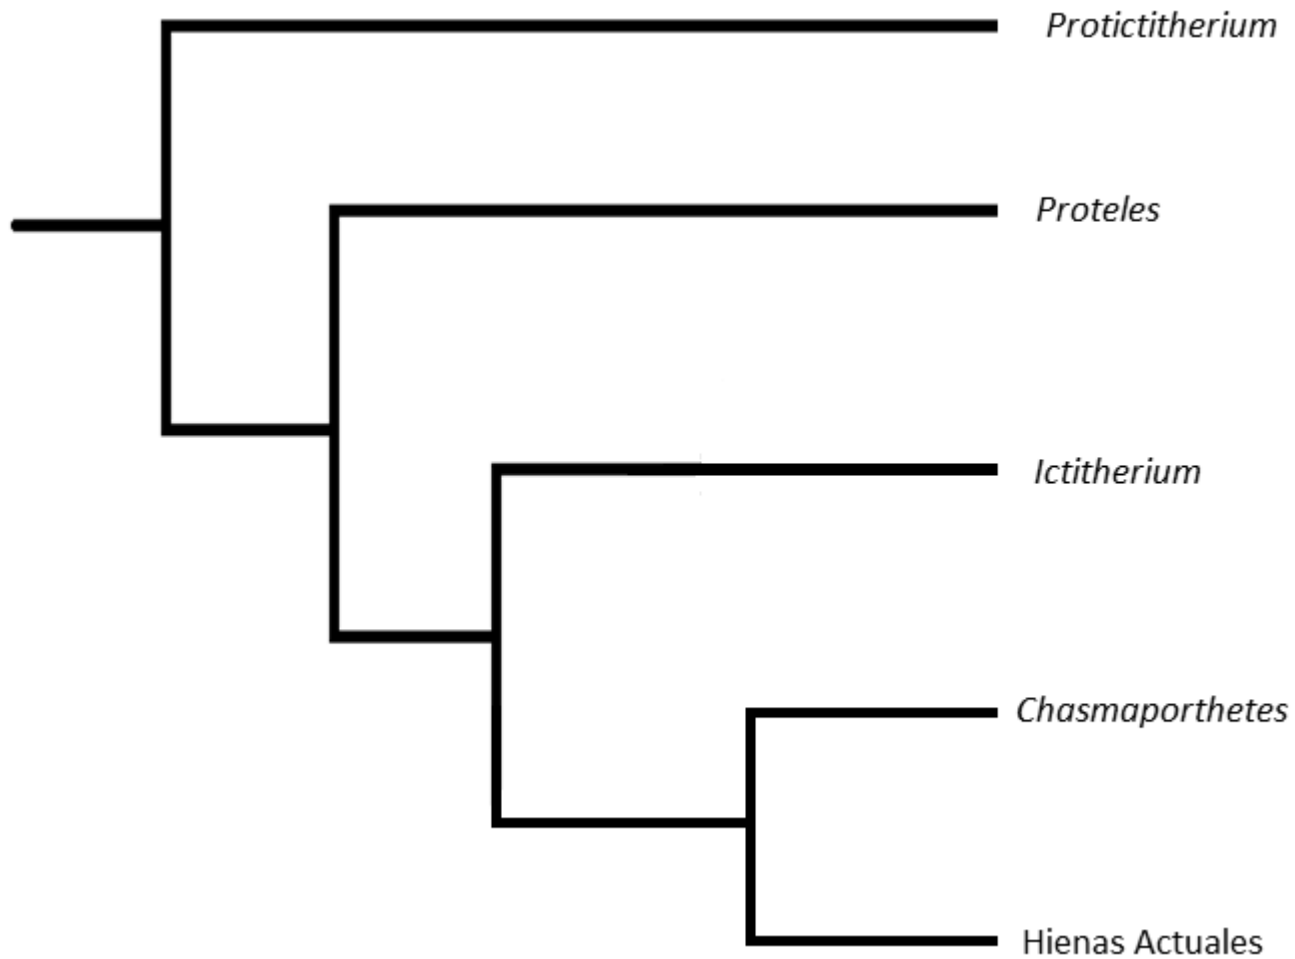 Protictitherium
Proteles
Ictitherium
Chasmaporthetes
Hienas Actuales